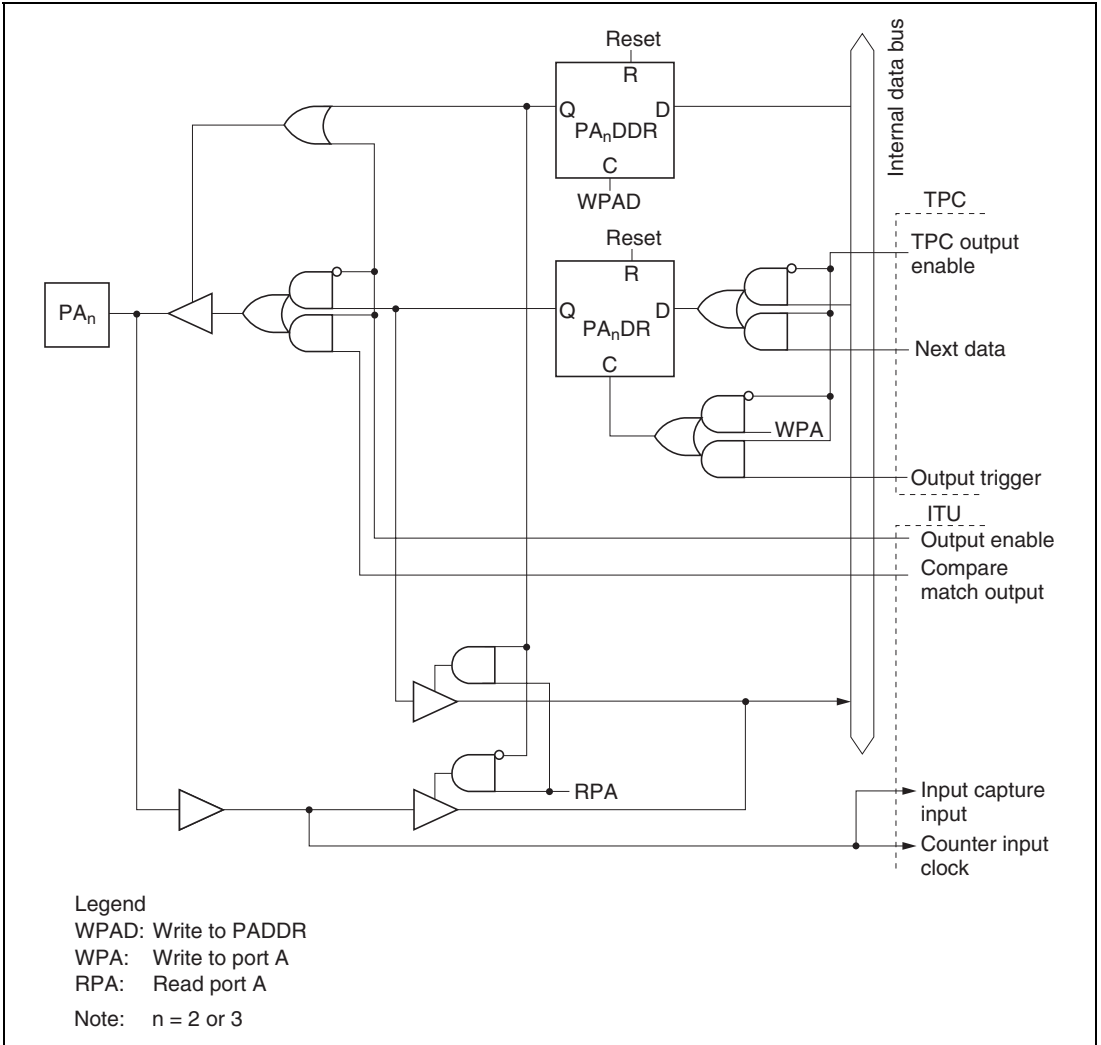 Reset
R
Q
D
PAnDDR
C
WPAD
Internal data bus
TPC
TPC output
enable
Reset
R
Q
D
PAnDR
C
PAn
Next data
WPA
Output trigger
ITU
Output enable
Compare
match output
RPA
Input capture
input
Counter input
clock
Legend
WPAD: Write to PADDR
WPA: Write to port A
RPA: Read port A
Note: n = 2 or 3